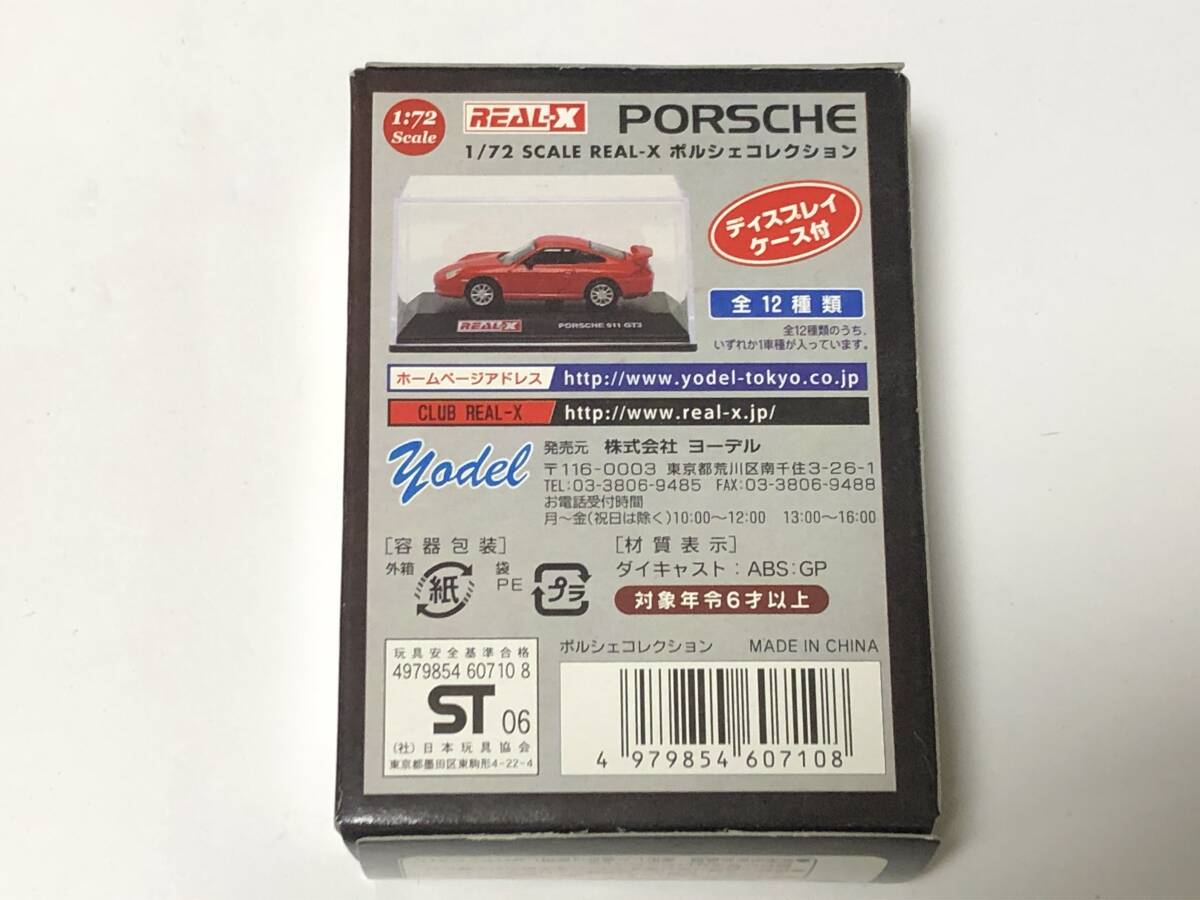 1:72 Scale
REAL-X PORSCHE
1/72 SCALE REAL-X ポルシェコレクション
ディスプレイ
ケース付
REAL-X PORSCHE 911 GT3
全12種類
全12種類のうち、
いずれか1車種が入っています。
ホームページアドレス http://www.yodel-tokyo.co.jp
CLUB REAL-X http://www.real-x.jp/
yodel
発売元 株式会社 ヨーデル
〒116-0003 東京都荒川区南千住3-26-1
TEL:03-3806-9485 FAX:03-3806-9488
お電話受付時間
月～金(祝日は除く)10:00～12:00 13:00～16:00
[容器包装]
外箱 紙 袋 PE プラ
[材質表示]
ダイキャスト：ABS:GP
対象年令6才以上
玩具安全基準合格
4979854 60710 8
ST 06
(社)日本玩具協会
東京都墨田区東駒形4-22-4
ポルシェコレクション MADE IN CHINA
4 979854 607108